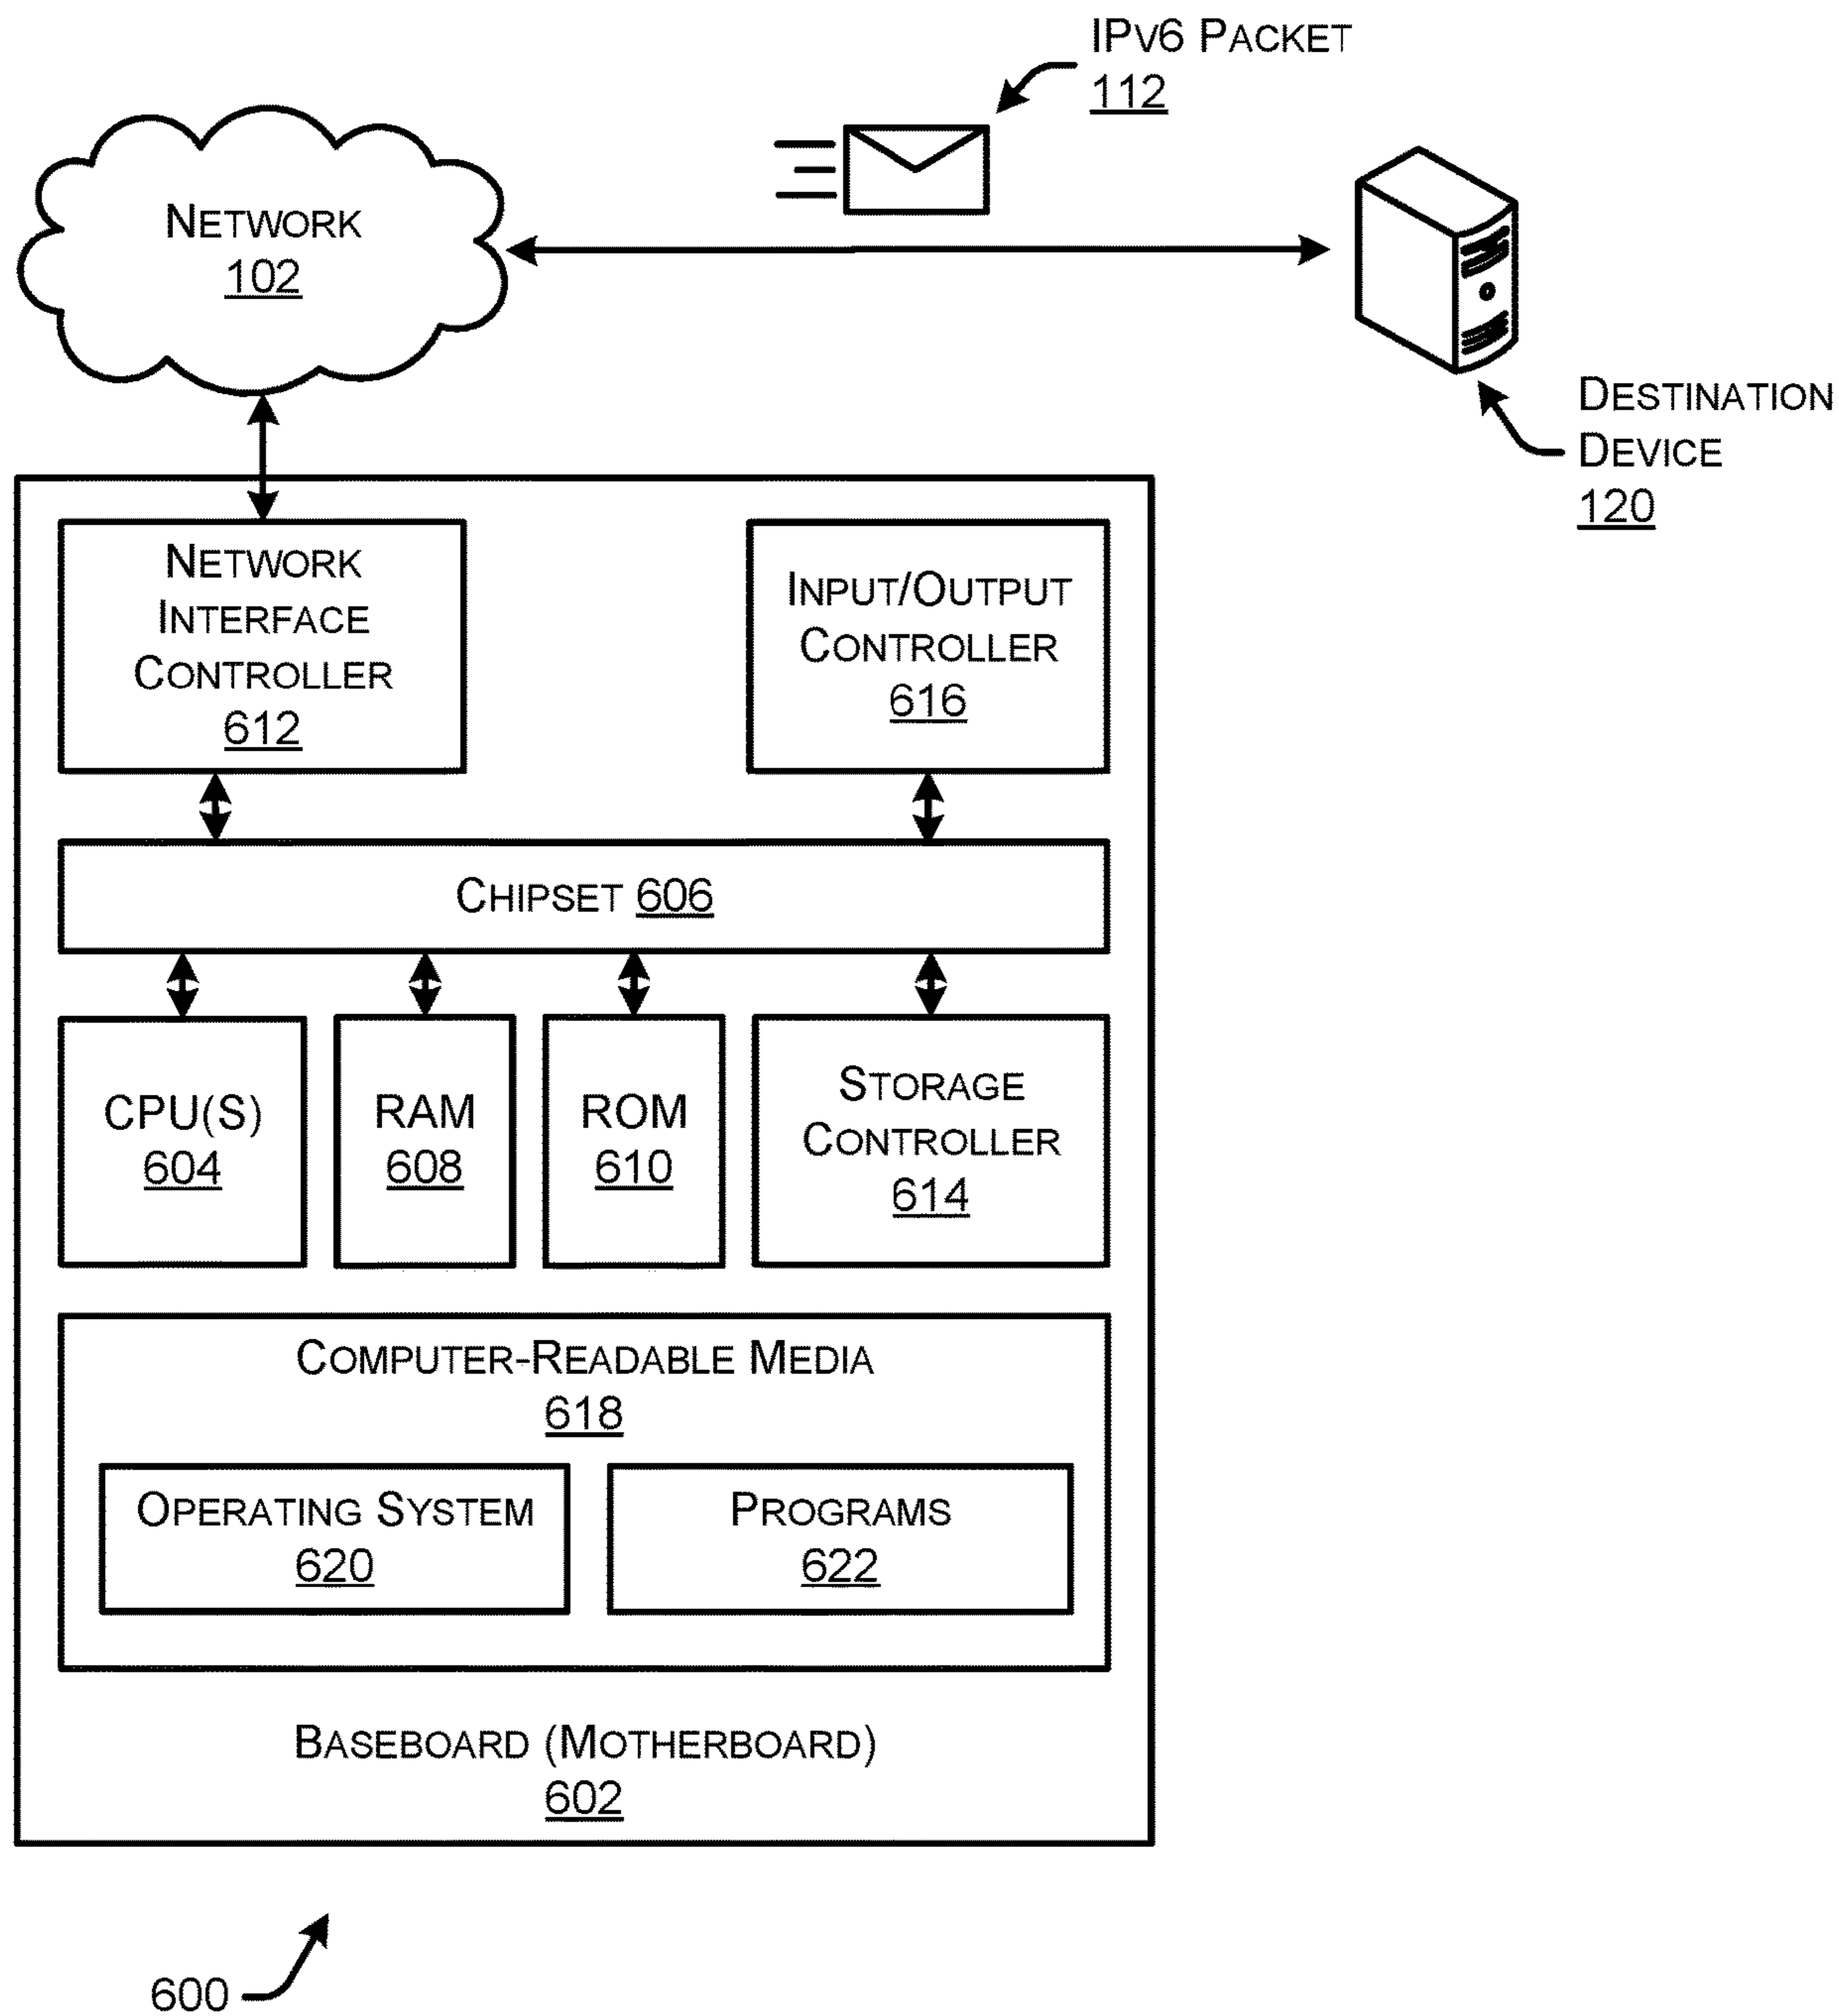 IPv6 Packet
112
Network
102
Destination
Device
120
Network
Interface
Controller
612
Input/Output
Controller
616
Chipset 606
CPU(s)
604
RAM
608
ROM
610
Storage
Controller
614
Computer-Readable Media
618
Operating System
620
Programs
622
Baseboard (Motherboard)
602
600